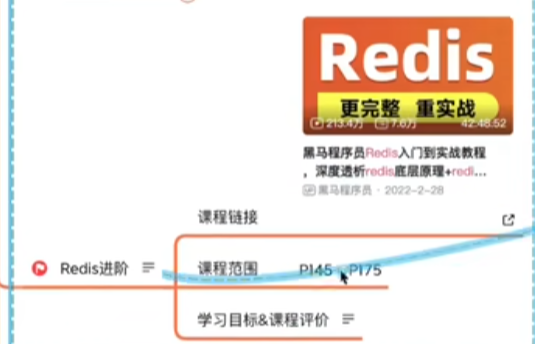 Redis
更完整 重实战
213.4万 7.6万 42:48:52
黑马程序员Redis入门到实战教程
，深度透析redis底层原理+redi...
黑马程序员 · 2022-2-28
课程链接
Redis进阶
课程范围 P145 P175
学习目标&课程评价